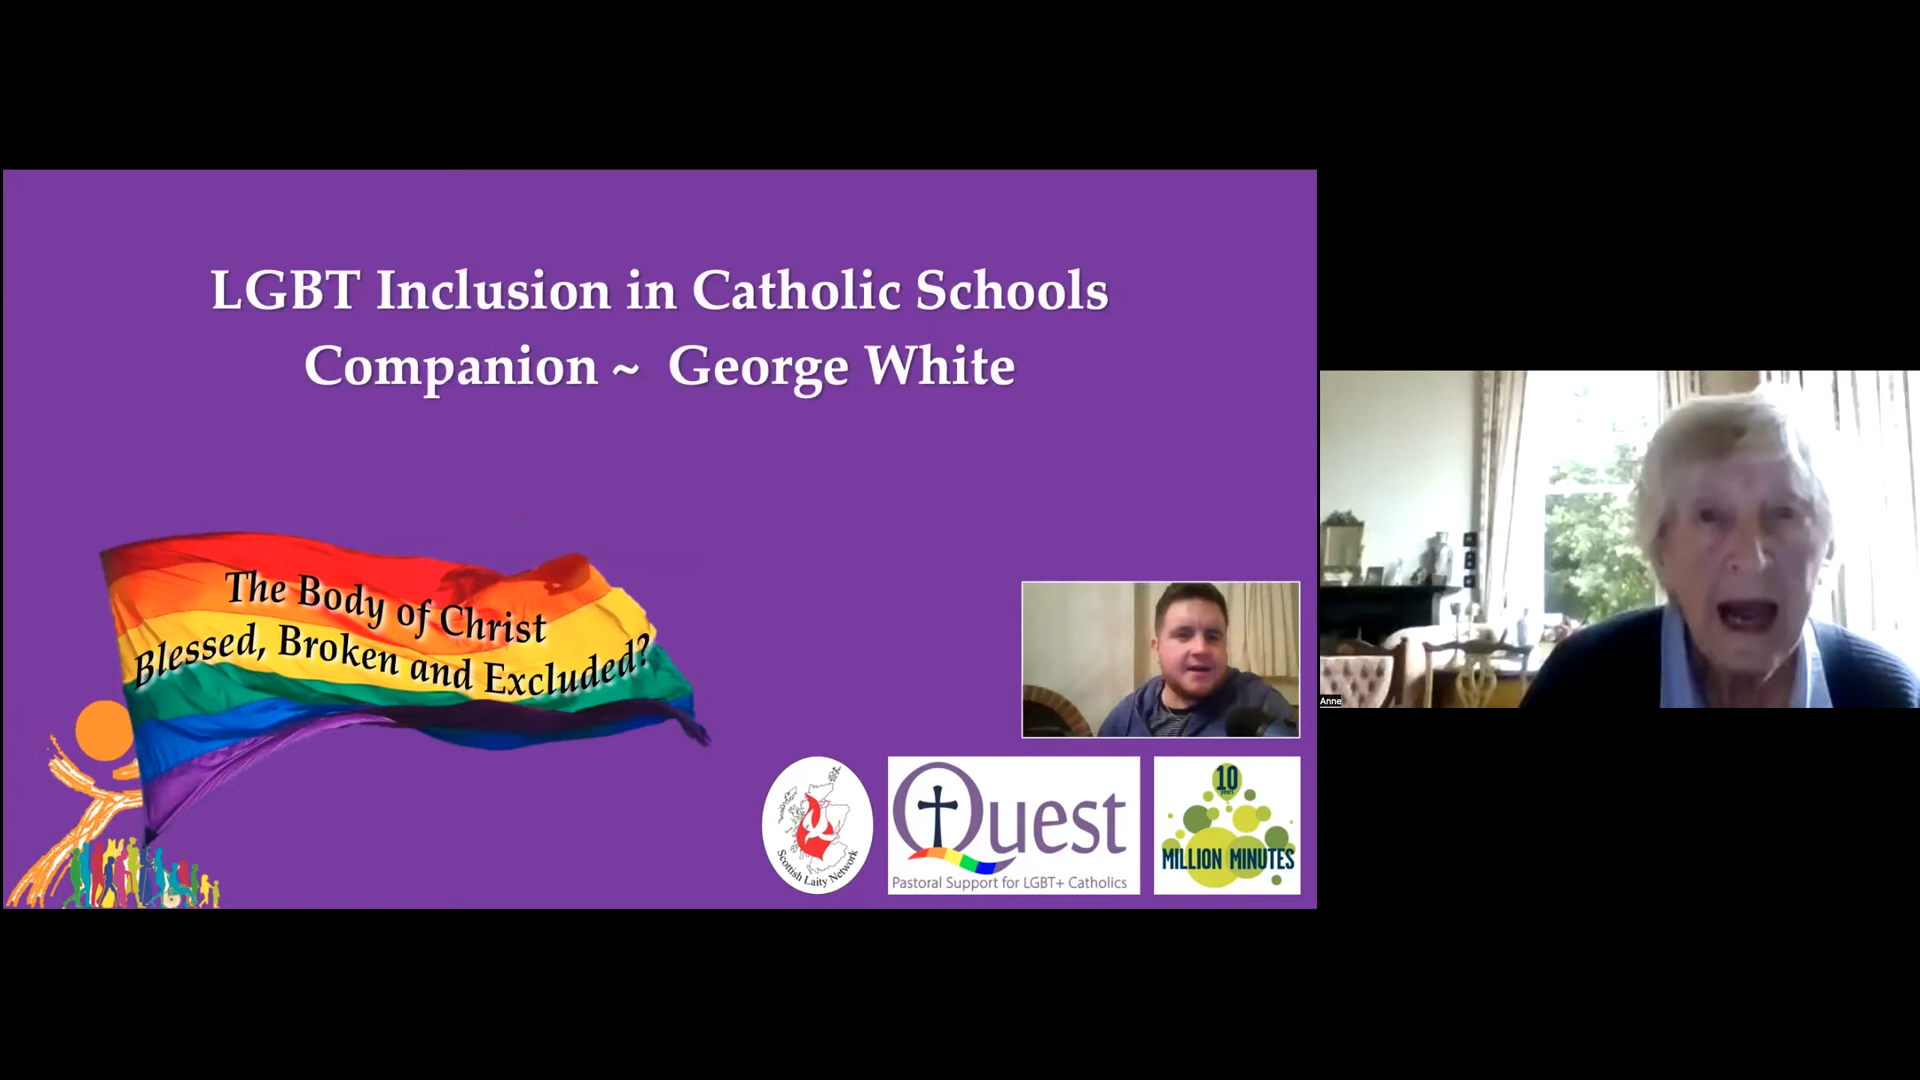 LGBT Inclusion in Catholic Schools
Companion ~ George White
The Body of Christ
Blessed, Broken and Excluded?
Anne
Scottish Laity Network
Quest
Pastoral Support for LGBT+ Catholics
10
years
MILLION MINUTES